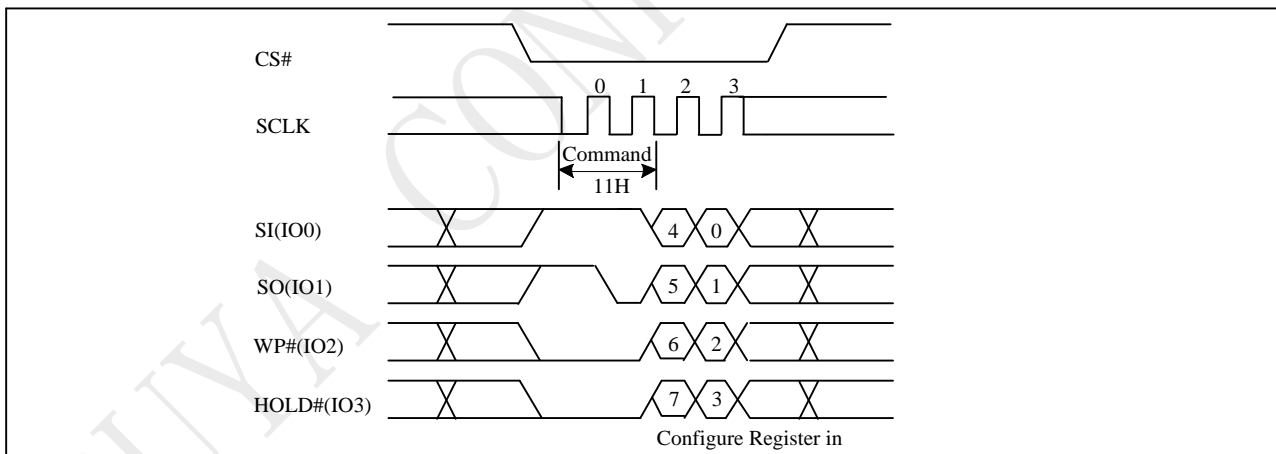 CS#
0 1 2 3
SCLK
Command
11H
SI(IO0) 4 0
SO(IO1) 5 1
WP#(IO2) 6 2
HOLD#(IO3) 7 3
Configure Register in